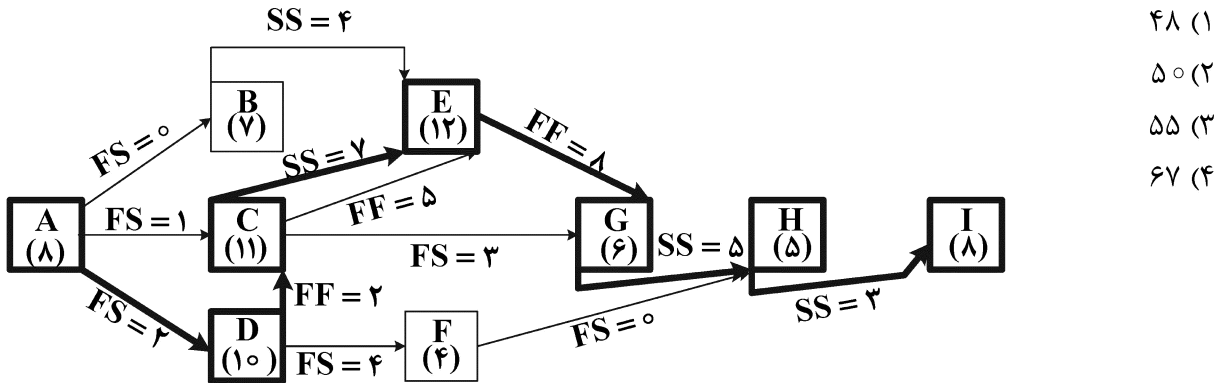 SS = ۴
B
(۷)
E
(۱۲)
FS = ۰
SS = ۷
FF = ۸
FF = ۵
A
(۸)
FS = ۱
C
(۱۱)
FS = ۳
G
(۶)
SS = ۵
H
(۵)
I
(۸)
FS = ۲
FF = ۲
SS = ۳
D
(۱۰)
FS = ۴
F
(۴)
FS = ۰
۱) ۴۸
۲) ۵۰
۳) ۵۵
۴) ۶۷